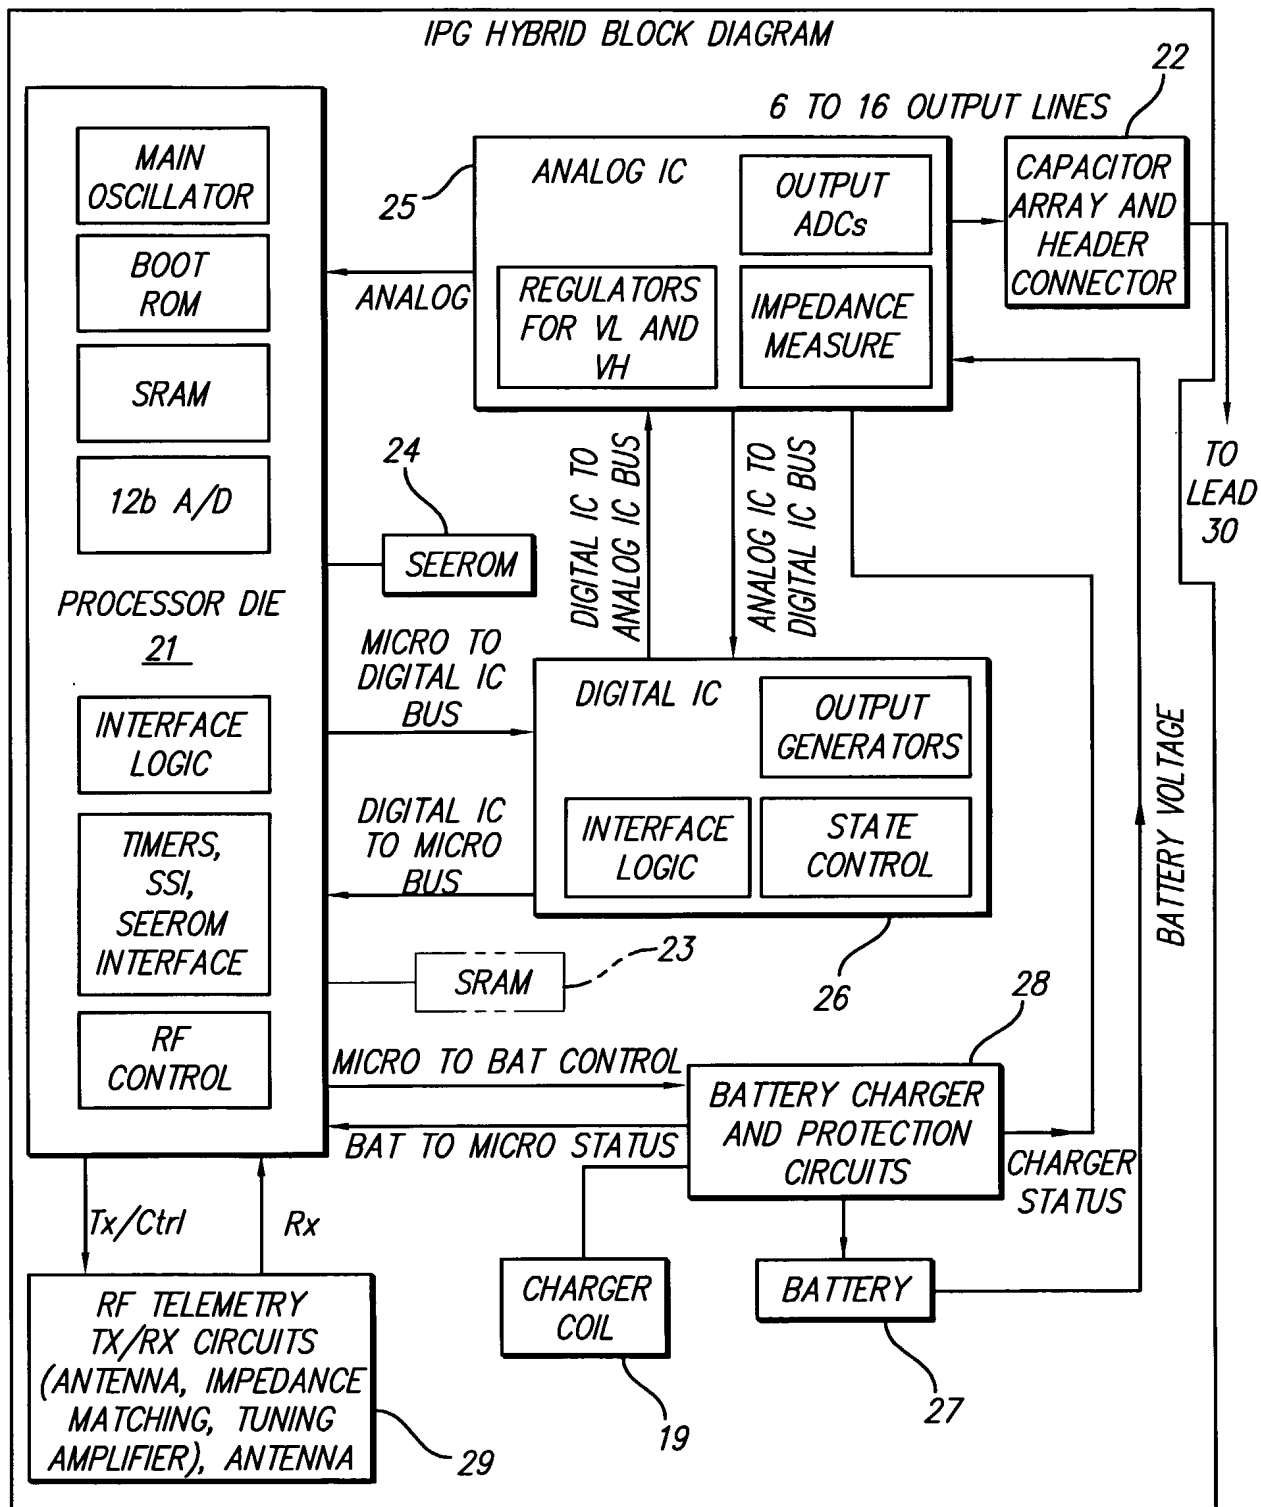 IPG HYBRID BLOCK DIAGRAM
22
6 TO 16 OUTPUT LINES
MAIN
OSCILLATOR
BOOT
ROM
SRAM
12b A/D
PROCESSOR DIE
21
INTERFACE
LOGIC
TIMERS,
SSI,
SEEROM
INTERFACE
RF
CONTROL
25
ANALOG IC
OUTPUT
ADCs
REGULATORS
FOR VL AND
VH
IMPEDANCE
MEASURE
CAPACITOR
ARRAY AND
HEADER
CONNECTOR
ANALOG
TO
LEAD
30
24
SEEROM
DIGITAL IC TO
ANALOG IC BUS
ANALOG IC TO
DIGITAL IC BUS
MICRO TO
DIGITAL IC
BUS
DIGITAL IC
OUTPUT
GENERATORS
INTERFACE
LOGIC
STATE
CONTROL
DIGITAL IC
TO MICRO
BUS
BATTERY VOLTAGE
SRAM
23
26
28
MICRO TO BAT CONTROL
BAT TO MICRO STATUS
BATTERY CHARGER
AND PROTECTION
CIRCUITS
CHARGER
STATUS
Tx/Ctrl
Rx
CHARGER
COIL
19
BATTERY
27
RF TELEMETRY
TX/RX CIRCUITS
(ANTENNA, IMPEDANCE
MATCHING, TUNING
AMPLIFIER), ANTENNA
29